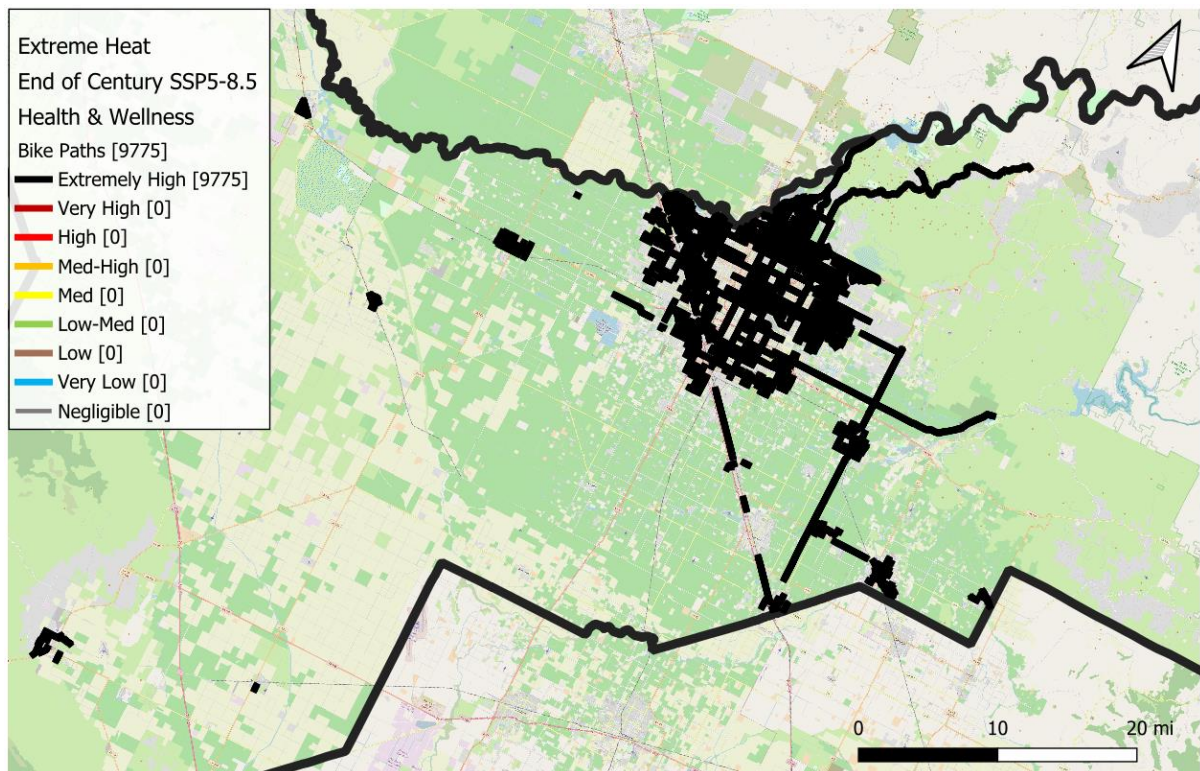 Extreme Heat
End of Century SSP5-8.5
Health & Wellness
Bike Paths [9775]
Extremely High [9775]
Very High [0]
High [0]
Med-High [0]
Med [0]
Low-Med [0]
Low [0]
Very Low [0]
Negligible [0]
0 10 20 mi